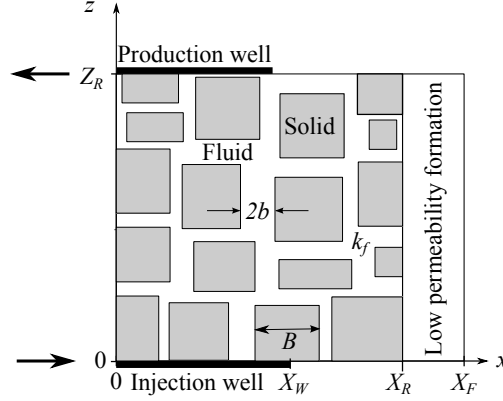 z
Production well
Z_R
Solid
Fluid
2b
k_f
Low permeability formation
B
0
x
0
Injection well
X_W
X_R
X_F